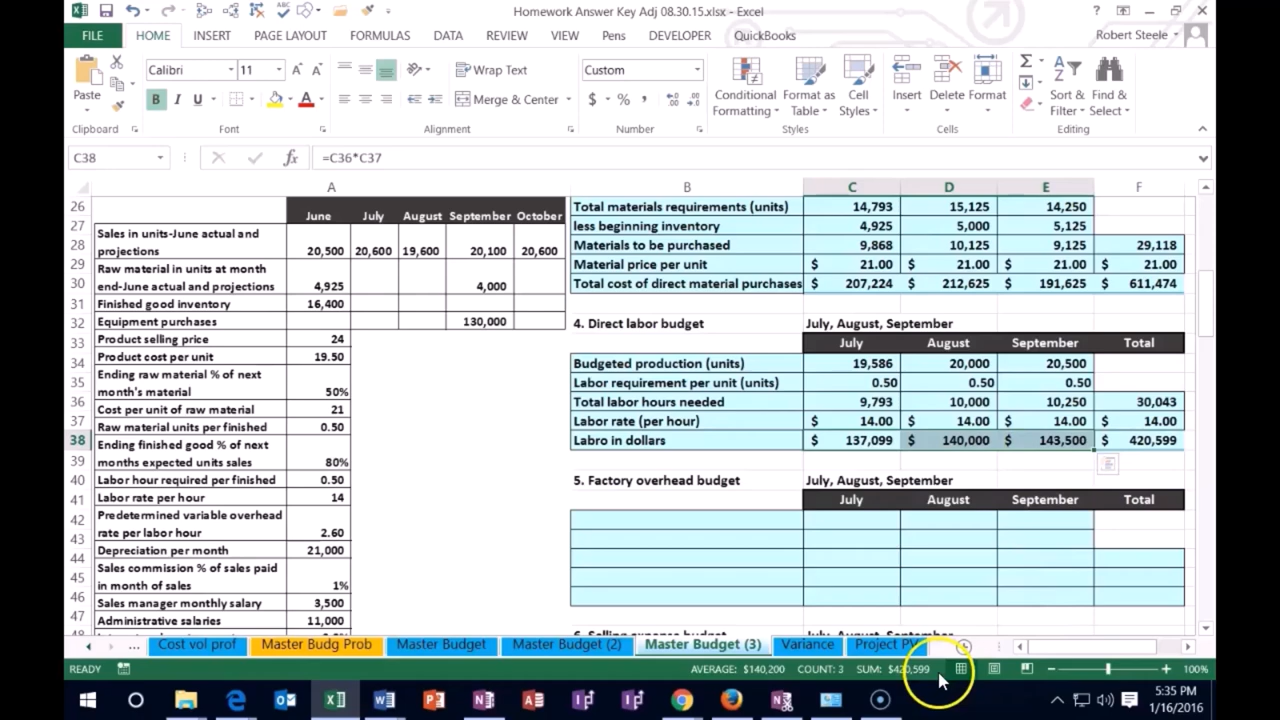 Homework Answer Key Adj 08.30.15.xlsx - Excel
FILE HOME INSERT PAGE LAYOUT FORMULAS DATA REVIEW VIEW Pens DEVELOPER QuickBooks Robert Steele
Paste Calibri 11 Wrap Text Custom Conditional Formatting Format as Table Cell Styles Insert Delete Format Sort & Filter Find & Select
B I U A Merge & Center $ % ,
Clipboard Font Alignment Number Styles Cells Editing
C38 fx =C36*C37
A B C D E F
26 Total materials requirements (units) 14,793 15,125 14,250
June July August September October
27 less beginning inventory 4,925 5,000 5,125
Sales in units-June actual and
28 Materials to be purchased 9,868 10,125 9,125 29,118
projections 20,500 20,600 19,600 20,100 20,600
29 Material price per unit $ 21.00 $ 21.00 $ 21.00 $ 21.00
Raw material in units at month
30 Total cost of direct material purchases $ 207,224 $ 212,625 $ 191,625 $ 611,474
end-June actual and projections 4,925 4,000
31 Finished good inventory 16,400
32 Equipment purchases 130,000 4. Direct labor budget July, August, September
33 Product selling price 24 July August September Total
34 Product cost per unit 19.50 Budgeted production (units) 19,586 20,000 20,500
Ending raw material % of next
35 Labor requirement per unit (units) 0.50 0.50 0.50
month's material 50%
36 Cost per unit of raw material 21 Total labor hours needed 9,793 10,000 10,250 30,043
37 Raw material units per finished 0.50 Labor rate (per hour) $ 14.00 $ 14.00 $ 14.00 $ 14.00
38 Ending finished good % of next Labro in dollars $ 137,099 $ 140,000 $ 143,500 $ 420,599
39 months expected units sales 80%
40 Labor hour required per finished 0.50 5. Factory overhead budget July, August, September
41 Labor rate per hour 14 July August September Total
42 Predetermined variable overhead
43 rate per labor hour 2.60
Depreciation per month 21,000
44 Sales commission % of sales paid
45 in month of sales 1%
46 Sales manager monthly salary 3,500
47 Administrative salaries 11,000
48 6. Selling expense budget July, August, September
... Cost vol prof Master Budg Prob Master Budget Master Budget (2) Master Budget (3) Variance Project PV
READY AVERAGE: $140,200 COUNT: 3 SUM: $420,599 100%
5:35 PM
1/16/2016